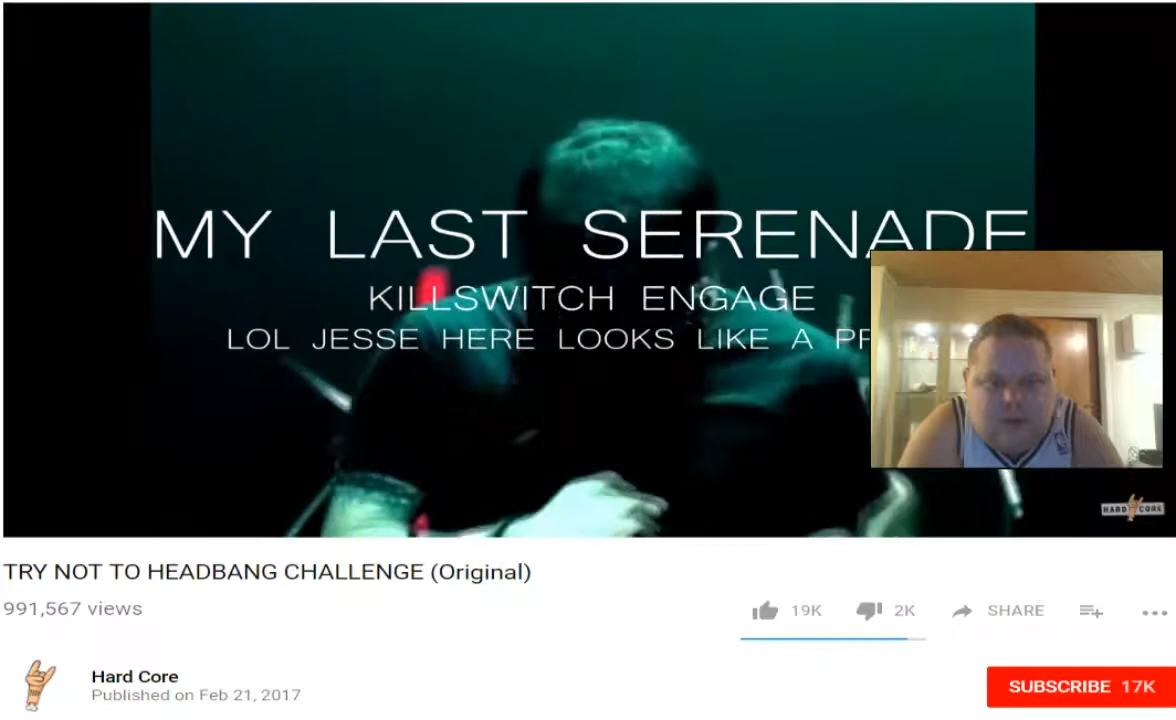 MY LAST SERENADE
KILLSWITCH ENGAGE
LOL JESSE HERE LOOKS LIKE A
HARD CORE
TRY NOT TO HEADBANG CHALLENGE (Original)
991,567 views
19K 2K SHARE
Hard Core
Published on Feb 21, 2017
SUBSCRIBE 17K